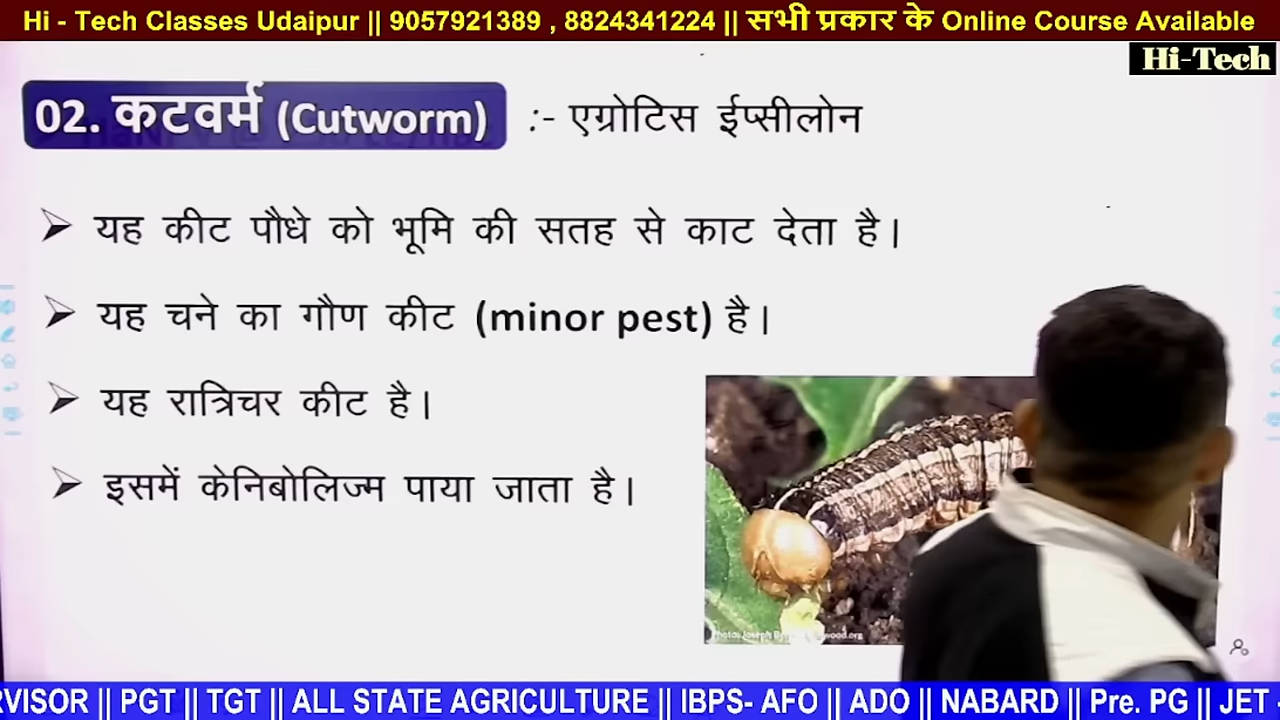 Hi - Tech Classes Udaipur || 9057921389 , 8824341224 || सभी प्रकार के Online Course Available
Hi-Tech
02. कटवर्म (Cutworm) :- एग्रोटिस ईप्सीलोन
➢ यह कीट पौधे को भूमि की सतह से काट देता है।
➢ यह चने का गौण कीट (minor pest) है।
➢ यह रात्रिचर कीट है।
➢ इसमें केनिबोलिज्म पाया जाता है।
RVISOR || PGT || TGT || ALL STATE AGRICULTURE || IBPS- AFO || ADO || NABARD || Pre. PG || JET